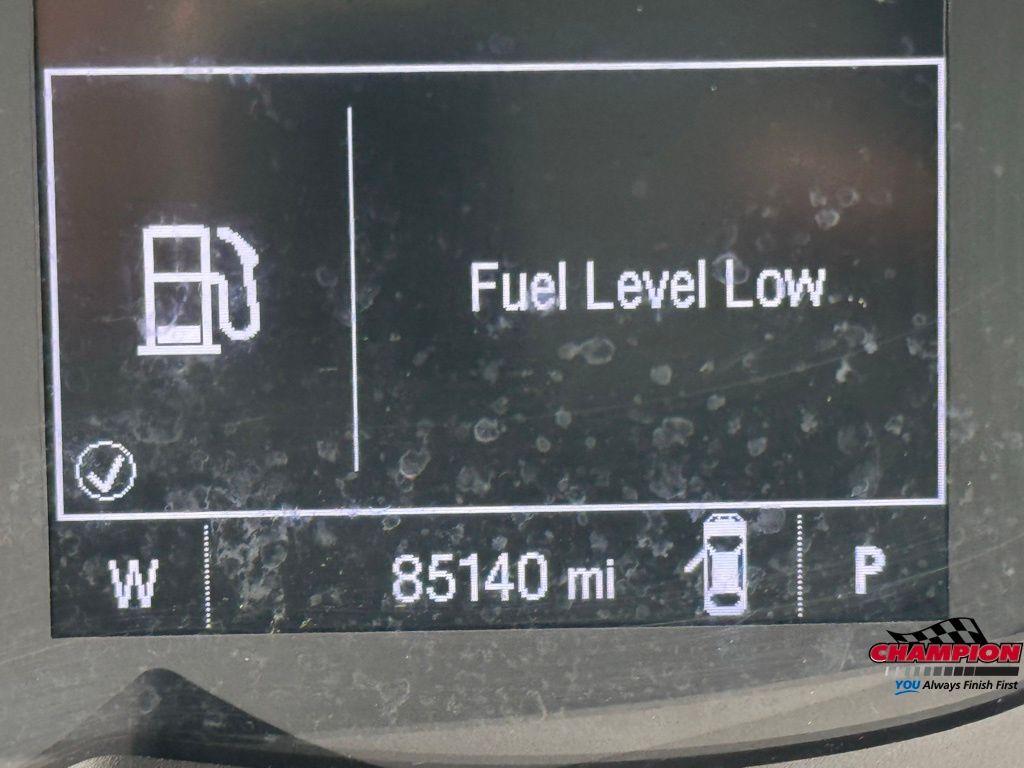 Fuel Level Low
W 85140 mi P
CHAMPION
YOU Always Finish First